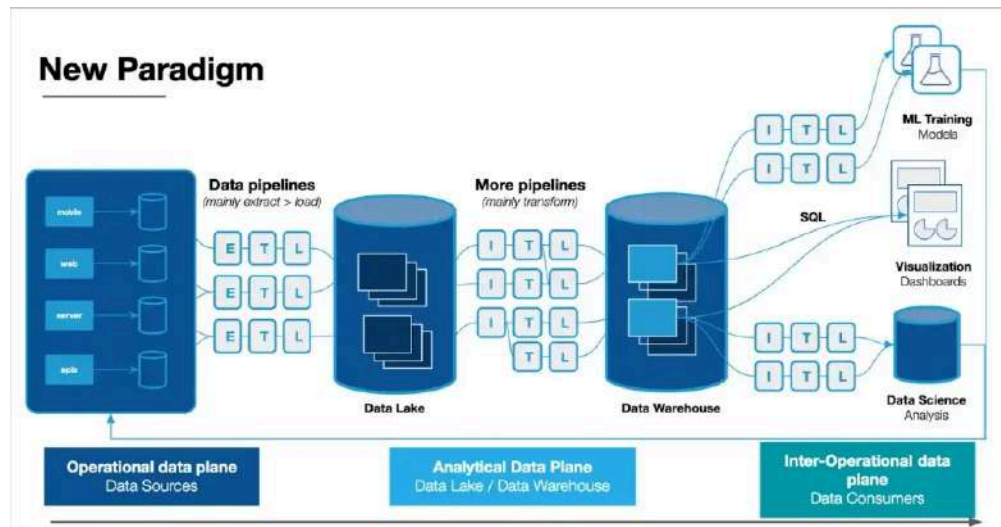 New Paradigm
mobile
web
server
apis
Data pipelines
(mainly extract > load)
E T L
E T L
E T L
Data Lake
More pipelines
(mainly transform)
I T L
I T L
I T L
T L
Data Warehouse
I T L
I T L
SQL
I T L
I T L
ML Training
Models
Visualization
Dashboards
Data Science
Analysis
Operational data plane
Data Sources
Analytical Data Plane
Data Lake / Data Warehouse
Inter-Operational data
plane
Data Consumers